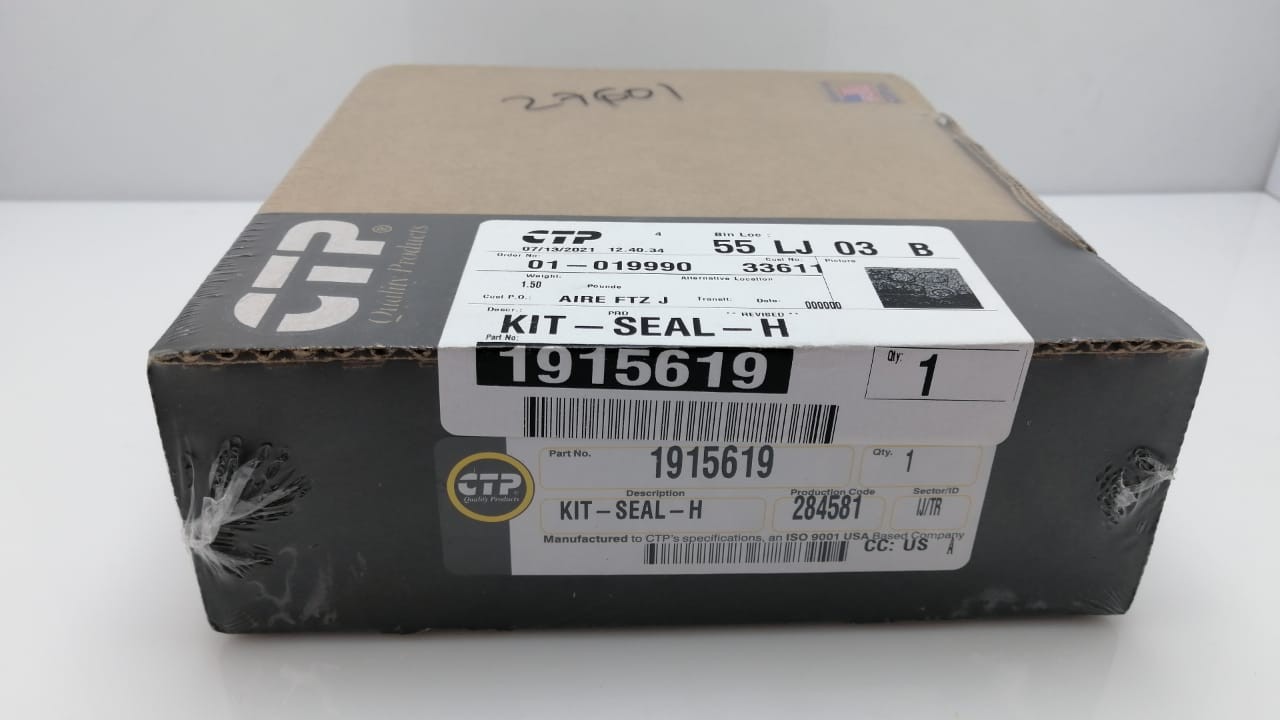 CTP®
Quality Products
CTP 4 Bin Loc : 55 LJ 03 B
07/13/2021 12.40.34
Order No: 01-019990 Cust No.: 33611 Picture
Weight: 1.50 Pounds Alternative Location
Cust P.O.: AIRE FTZ J Transit: Date: 000000
Descr.: PRD ** REVISED **
KIT-SEAL-H
Part No:
1915619 Qty: 1
Part No. 1915619 Qty. 1
CTP®
Quality Products
Description Production Code Sector/ID
KIT-SEAL-H 284581 IJ/TR
Manufactured to CTP's specifications, an ISO 9001 USA Based Company
CC: US A